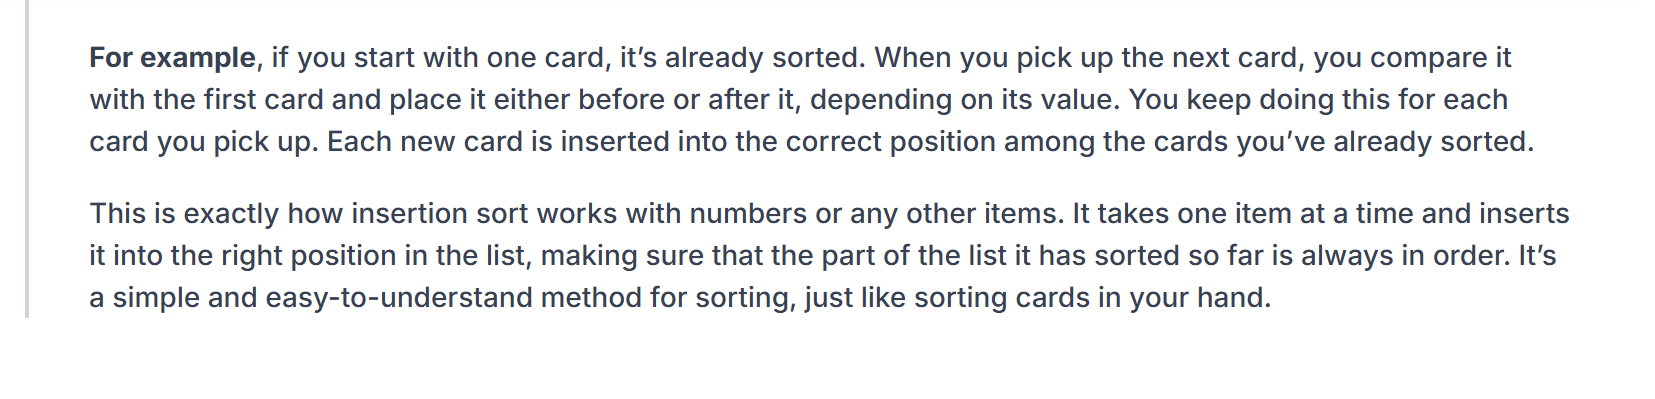 For example, if you start with one card, it’s already sorted. When you pick up the next card, you compare it
with the first card and place it either before or after it, depending on its value. You keep doing this for each
card you pick up. Each new card is inserted into the correct position among the cards you’ve already sorted.
This is exactly how insertion sort works with numbers or any other items. It takes one item at a time and inserts
it into the right position in the list, making sure that the part of the list it has sorted so far is always in order. It’s
a simple and easy-to-understand method for sorting, just like sorting cards in your hand.